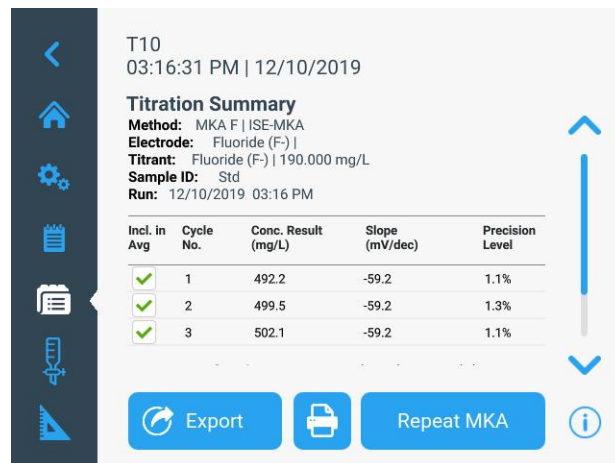 T10
03:16:31 PM | 12/10/2019
Titration Summary
Method: MKA F | ISE-MKA
Electrode: Fluoride (F-) |
Titrant: Fluoride (F-) | 190.000 mg/L
Sample ID: Std
Run: 12/10/2019 03:16 PM
Incl. in Avg Cycle No. Conc. Result (mg/L) Slope (mV/dec) Precision Level
1 492.2 -59.2 1.1%
2 499.5 -59.2 1.3%
3 502.1 -59.2 1.1%
Export Repeat MKA